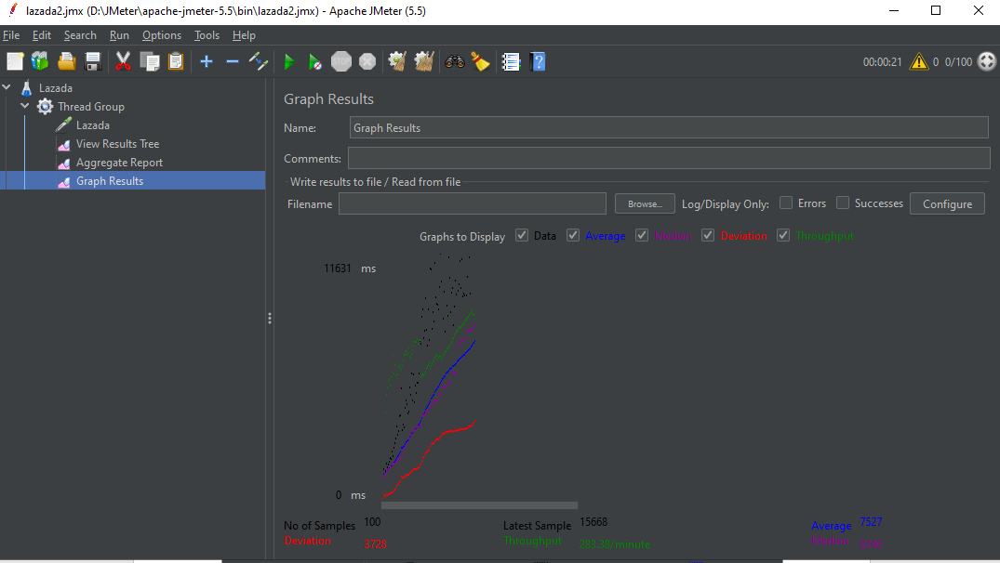 lazada2.jmx (D:\JMeter\apache-jmeter-5.5\bin\lazada2.jmx) - Apache JMeter (5.5)
File Edit Search Run Options Tools Help
STOP
00:00:21 0 0/100
Lazada
Thread Group
Lazada
View Results Tree
Aggregate Report
Graph Results
Graph Results
Name: Graph Results
Comments:
Write results to file / Read from file
Filename Browse... Log/Display Only: Errors Successes Configure
Graphs to Display Data Average Median Deviation Throughput
11631 ms
0 ms
No of Samples 100 Latest Sample 15668 Average 7527
Deviation 3728 Throughput 283.38/minute Median